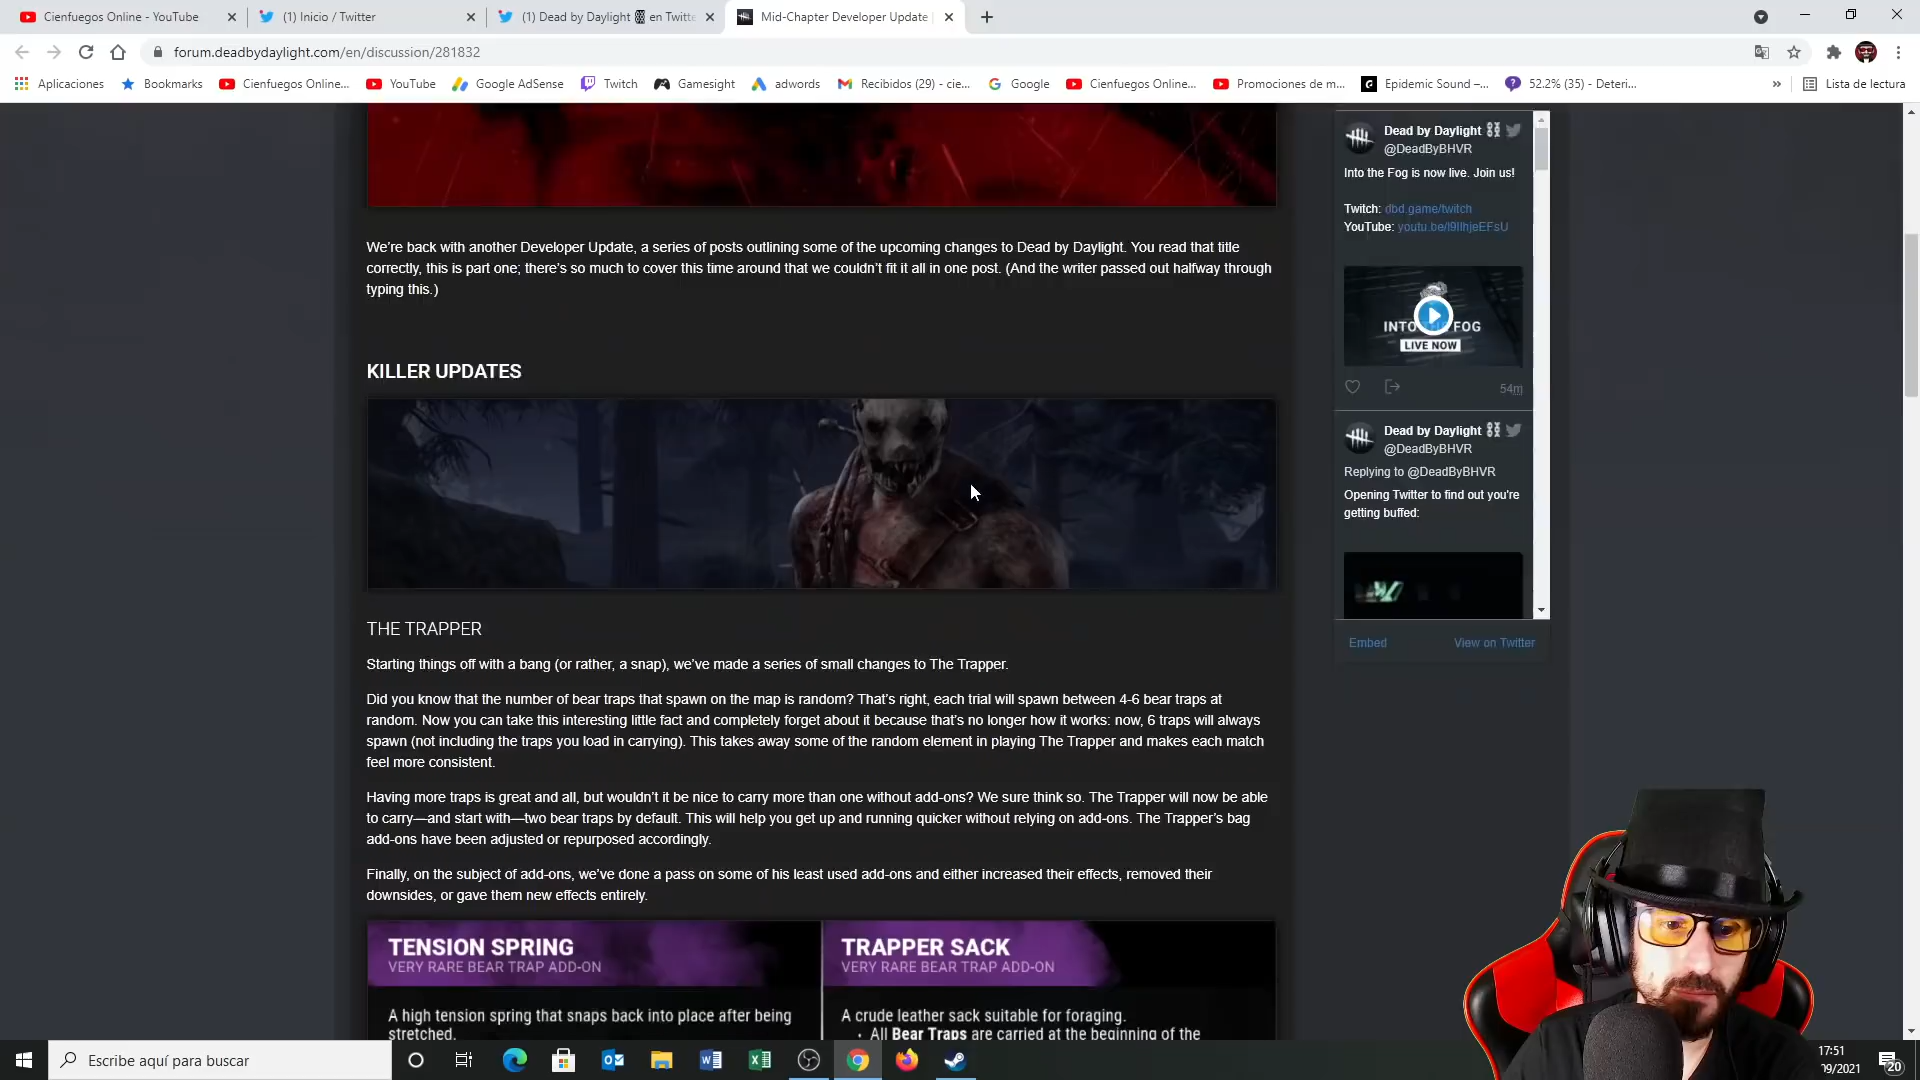 Cienfuegos Online - YouTube
(1) Inicio / Twitter
(1) Dead by Daylight en Twitte
Mid-Chapter Developer Update |
forum.deadbydaylight.com/en/discussion/281832
Aplicaciones
Bookmarks
Cienfuegos Online...
YouTube
Google AdSense
Twitch
Gamesight
adwords
Recibidos (29) - cie...
Google
Cienfuegos Online...
Promociones de m...
Epidemic Sound –...
52.2% (35) - Deteri...
»
Lista de lectura
We're back with another Developer Update, a series of posts outlining some of the upcoming changes to Dead by Daylight. You read that title
correctly, this is part one; there's so much to cover this time around that we couldn't fit it all in one post. (And the writer passed out halfway through
typing this.)
KILLER UPDATES
THE TRAPPER
Starting things off with a bang (or rather, a snap), we've made a series of small changes to The Trapper.
Did you know that the number of bear traps that spawn on the map is random? That's right, each trial will spawn between 4-6 bear traps at
random. Now you can take this interesting little fact and completely forget about it because that's no longer how it works: now, 6 traps will always
spawn (not including the traps you load in carrying). This takes away some of the random element in playing The Trapper and makes each match
feel more consistent.
Having more traps is great and all, but wouldn't it be nice to carry more than one without add-ons? We sure think so. The Trapper will now be able
to carry—and start with—two bear traps by default. This will help you get up and running quicker without relying on add-ons. The Trapper's bag
add-ons have been adjusted or repurposed accordingly.
Finally, on the subject of add-ons, we've done a pass on some of his least used add-ons and either increased their effects, removed their
downsides, or gave them new effects entirely.
TENSION SPRING
VERY RARE BEAR TRAP ADD-ON
A high tension spring that snaps back into place after being
stretched.
TRAPPER SACK
VERY RARE BEAR TRAP ADD-ON
A crude leather sack suitable for foraging.
• All Bear Traps are carried at the beginning of the
Dead by Daylight
@DeadByBHVR
Into the Fog is now live. Join us!
Twitch: dbd.game/twitch
YouTube: youtu.be/I9IlhjeEFsU
INTO THE FOG
LIVE NOW
54m
Dead by Daylight
@DeadByBHVR
Replying to @DeadByBHVR
Opening Twitter to find out you're
getting buffed:
Embed
View on Twitter
Escribe aquí para buscar
17:51
09/2021
20